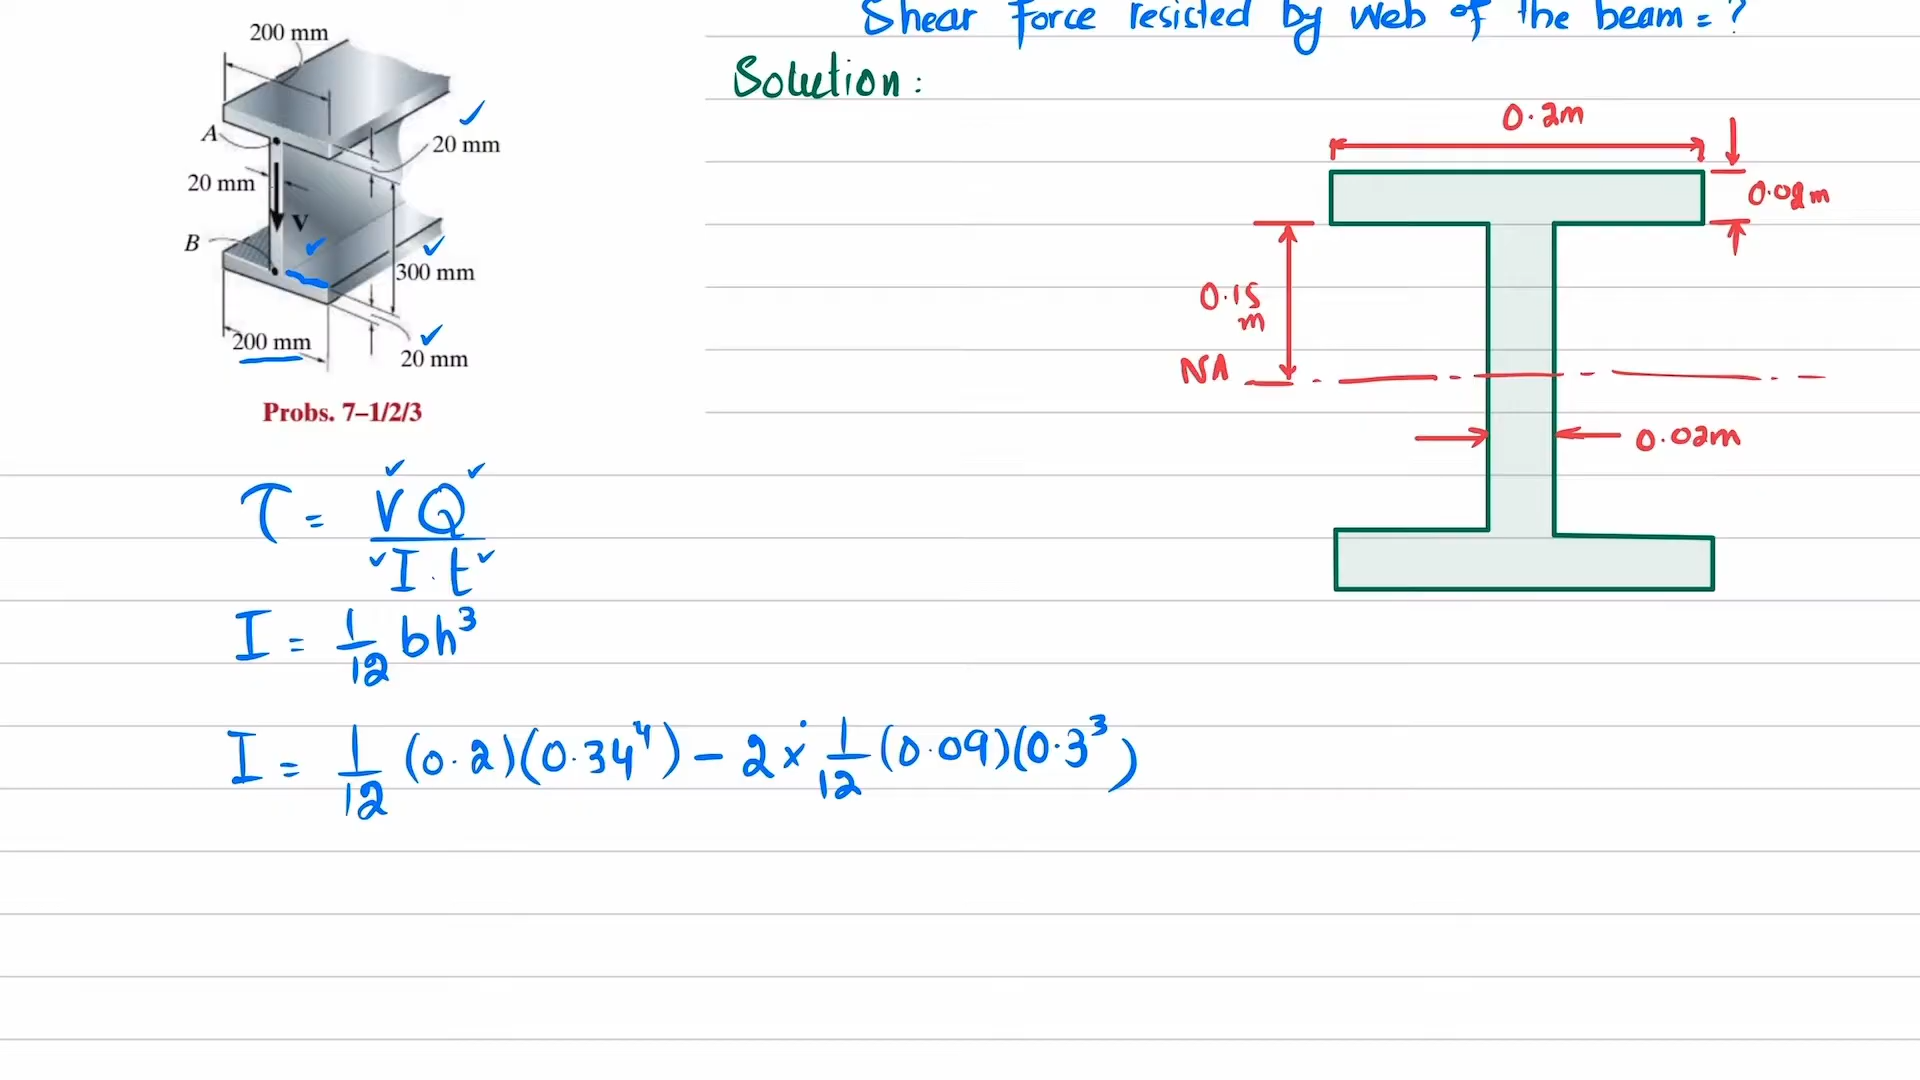 Shear Force resisted by web of the beam = ?
200 mm
Solution :
A
20 mm
20 mm
V
B
300 mm
200 mm
20 mm
Probs. 7–1/2/3
0.2m
0.02m
0.15
m
NA
0.02m
τ = VQ
I.t
I = 1/12 bh³
I = 1/12 (0.2)(0.34⁴) - 2 × 1/12 (0.09)(0.3³)